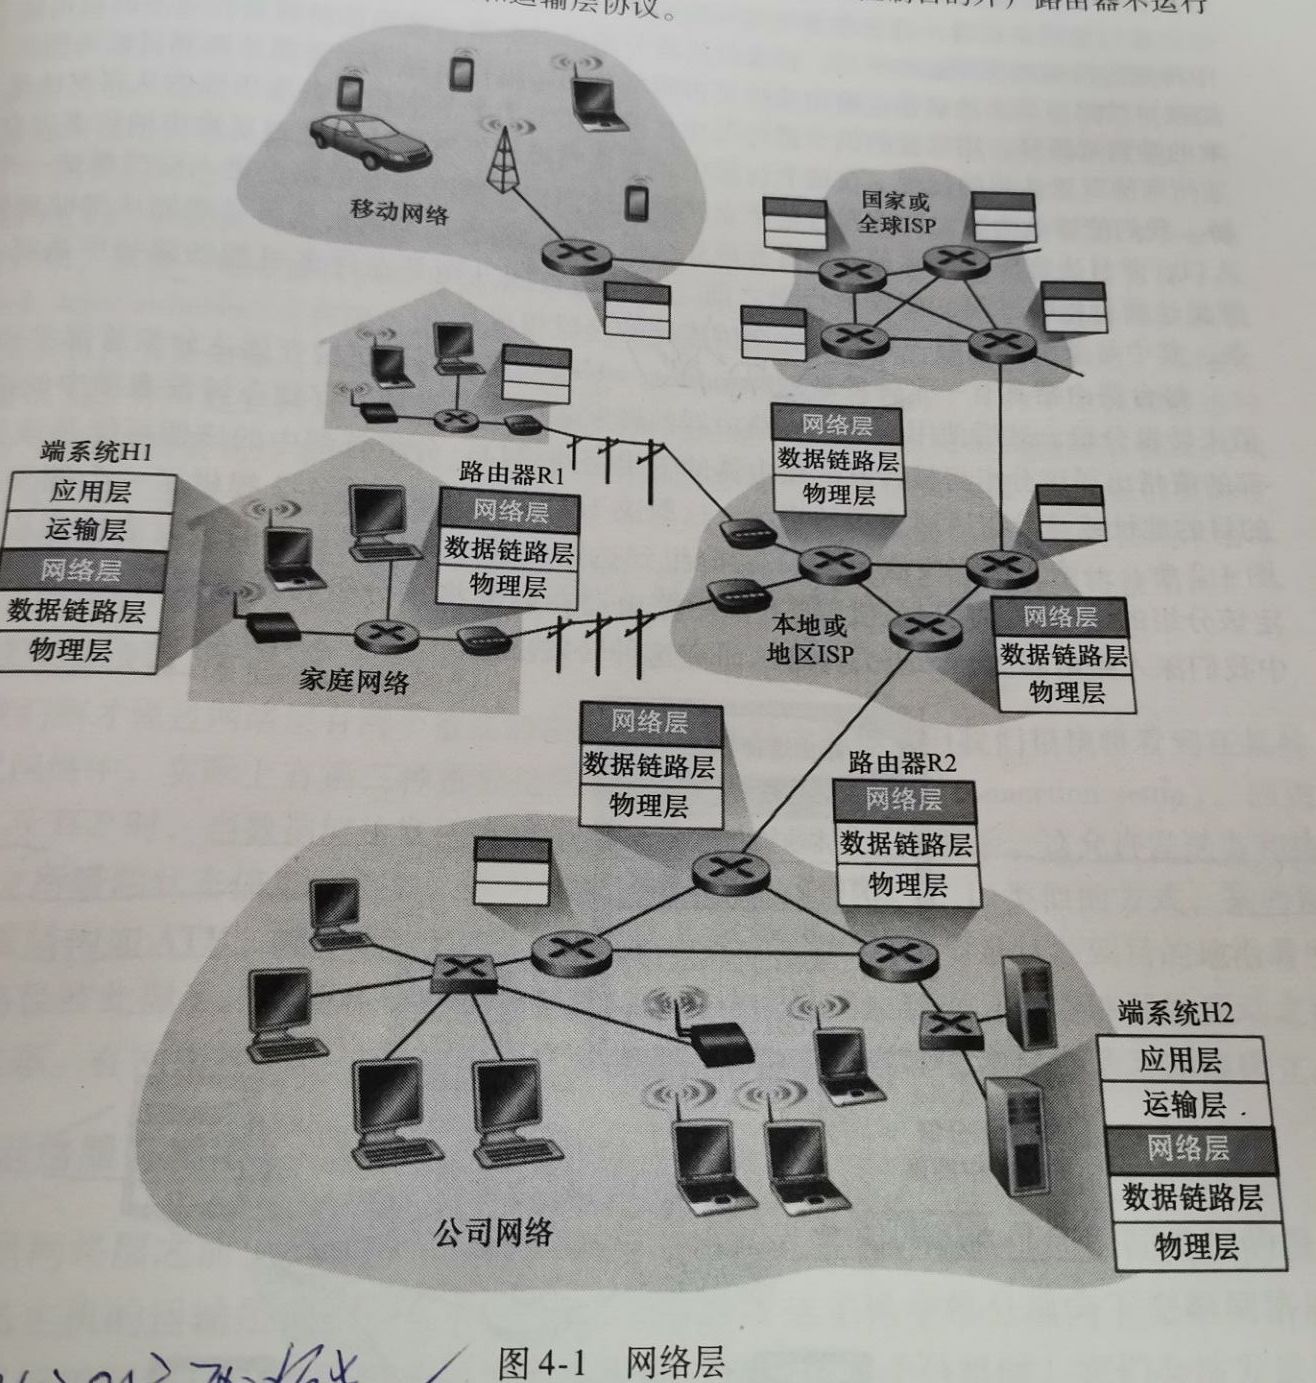 运输层协议。
路由器不运行
移动网络
国家或
全球ISP
端系统H1
应用层
运输层
网络层
数据链路层
物理层
路由器R1
网络层
数据链路层
物理层
网络层
数据链路层
物理层
家庭网络
本地或
地区ISP
网络层
数据链路层
物理层
网络层
数据链路层
物理层
路由器R2
网络层
数据链路层
物理层
端系统H2
应用层
运输层
网络层
数据链路层
物理层
公司网络
图 4-1 网络层